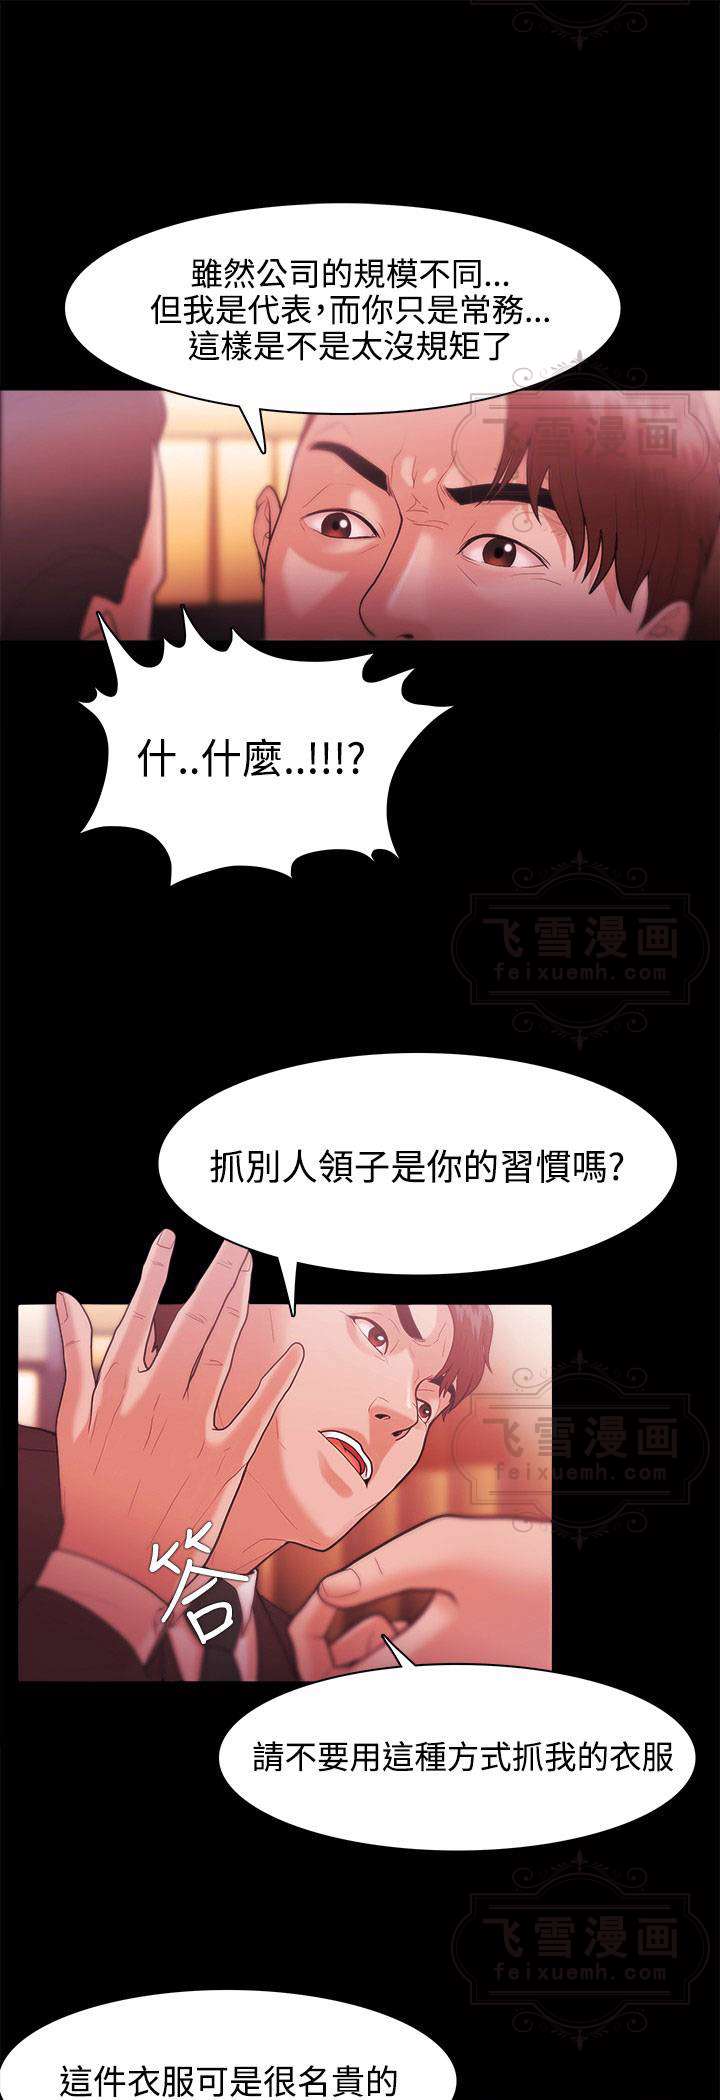 雖然公司的規模不同...
但我是代表，而你只是常務...
這樣是不是太沒規矩了
飞雪漫画
什..什麼..!!!?
飞雪漫画
feixuemh.com
抓別人領子是你的習慣嗎?
飞雪漫画
feixuemh.com
答
請不要用這種方式抓我的衣服
飞雪漫画
feixuemh.com
這件衣服可是很名貴的